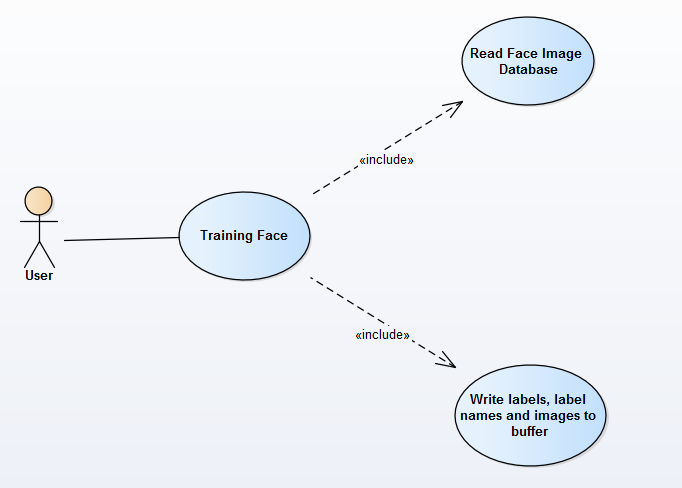 Read Face Image
Database
«include»
Training Face
User
«include»
Write labels, label
names and images to
buffer